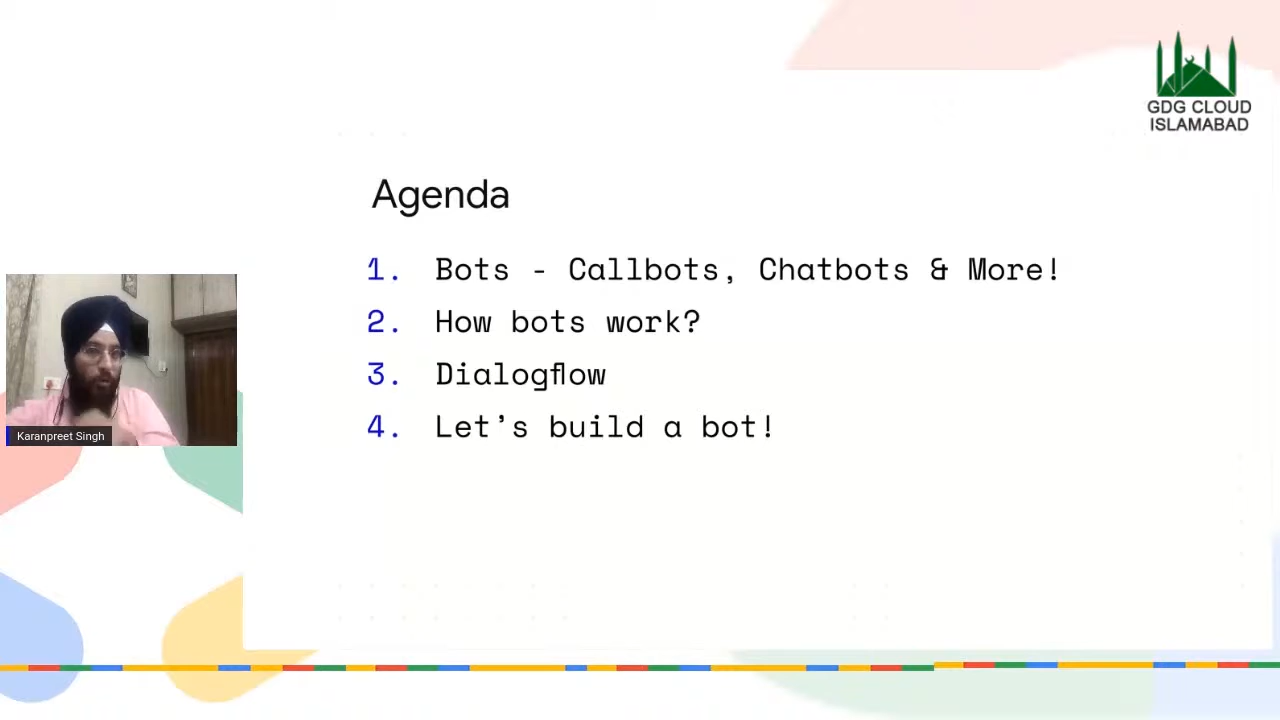 GDG CLOUD
ISLAMABAD
Agenda
1. Bots - Callbots, Chatbots & More!
2. How bots work?
3. Dialogflow
4. Let’s build a bot!
Karanpreet Singh